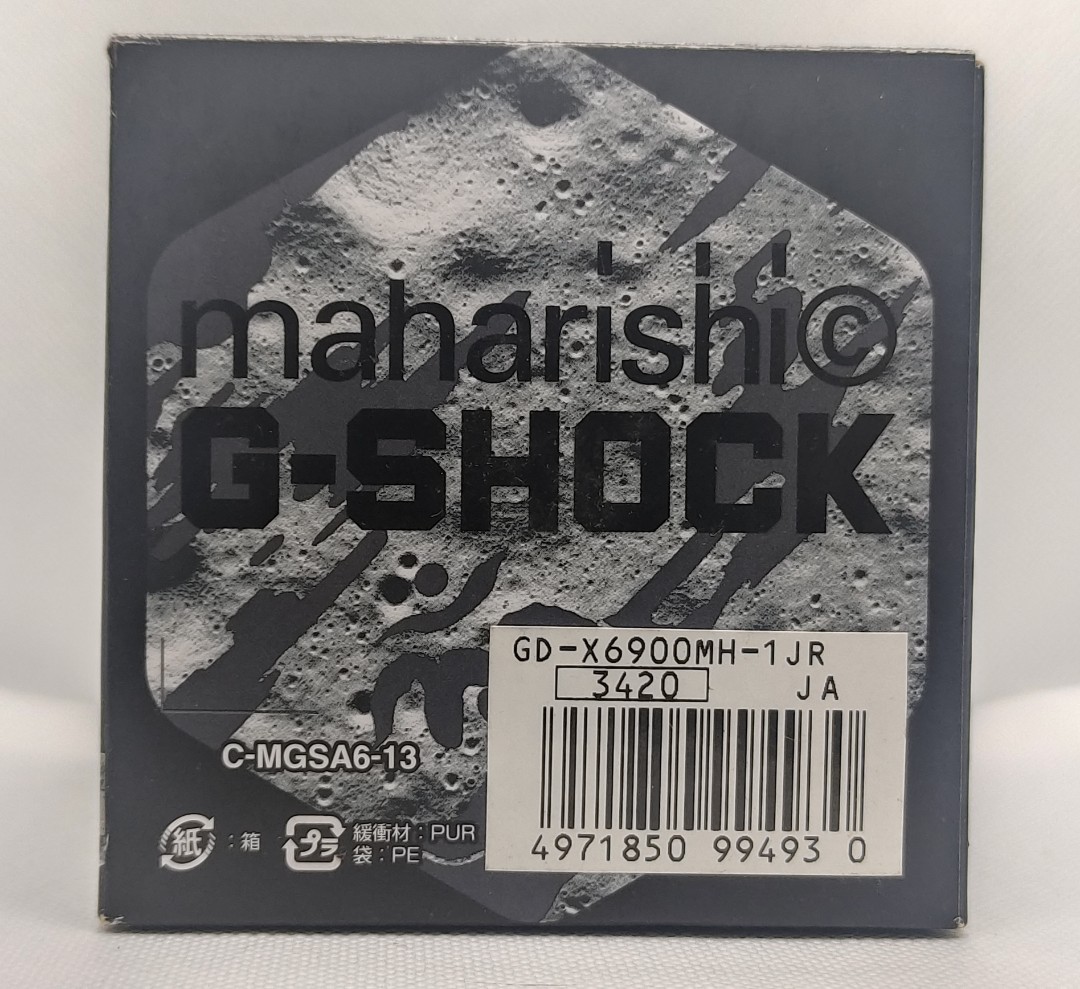 maharishi©
G-SHOCK
GD-X6900MH-1JR
3420 JA
4971850 99493 0
C-MGSA6-13
紙 : 箱
プラ 緩衝材 : PUR
袋 : PE